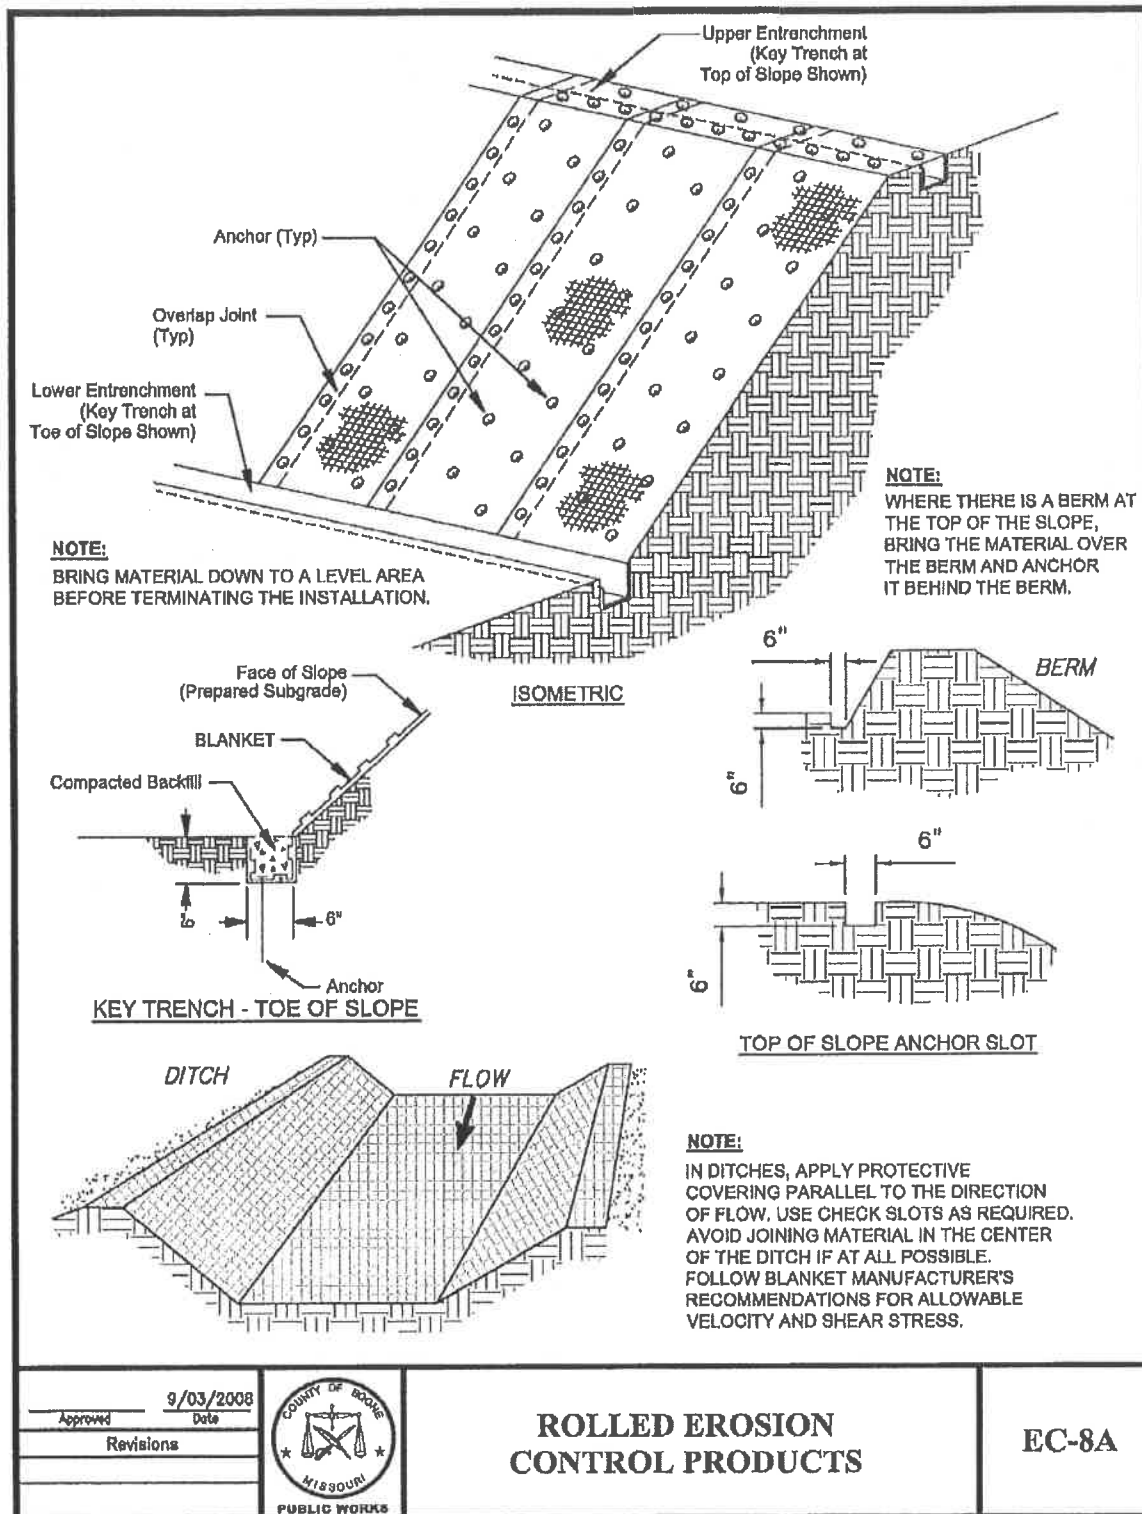 Upper Entrenchment
(Key Trench at
Top of Slope Shown)
Anchor (Typ)
Overlap Joint
(Typ)
Lower Entrenchment
(Key Trench at
Toe of Slope Shown)
NOTE:
WHERE THERE IS A BERM AT
THE TOP OF THE SLOPE,
BRING THE MATERIAL OVER
THE BERM AND ANCHOR
IT BEHIND THE BERM.
NOTE:
BRING MATERIAL DOWN TO A LEVEL AREA
BEFORE TERMINATING THE INSTALLATION.
ISOMETRIC
6"
BERM
6"
Face of Slope
(Prepared Subgrade)
BLANKET
Compacted Backfill
6"
6"
Anchor
KEY TRENCH - TOE OF SLOPE
6"
6"
TOP OF SLOPE ANCHOR SLOT
DITCH
FLOW
NOTE:
IN DITCHES, APPLY PROTECTIVE
COVERING PARALLEL TO THE DIRECTION
OF FLOW. USE CHECK SLOTS AS REQUIRED.
AVOID JOINING MATERIAL IN THE CENTER
OF THE DITCH IF AT ALL POSSIBLE.
FOLLOW BLANKET MANUFACTURER'S
RECOMMENDATIONS FOR ALLOWABLE
VELOCITY AND SHEAR STRESS.
9/03/2008
Approved Date
Revisions
COUNTY OF BOONE
MISSOURI
PUBLIC WORKS
ROLLED EROSION
CONTROL PRODUCTS
EC-8A